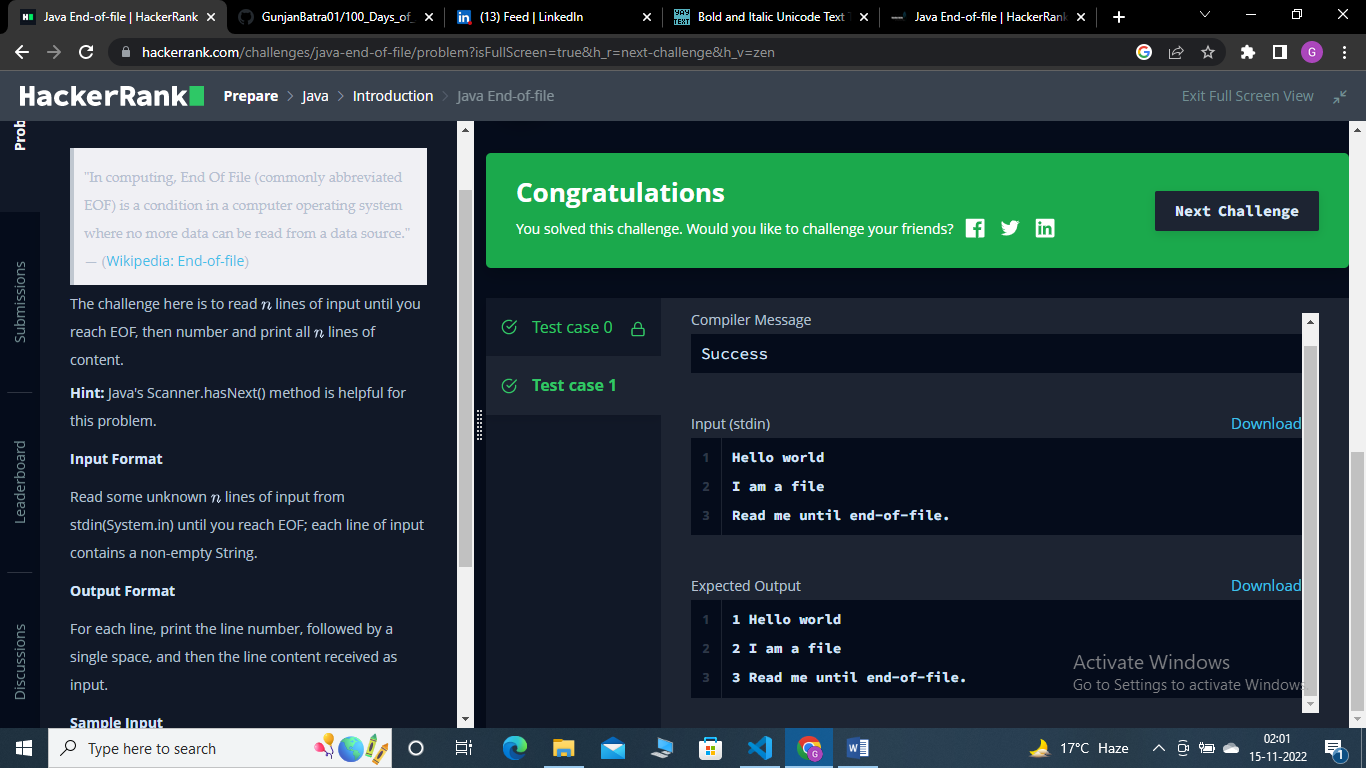 Java End-of-file | HackerRank
GunjanBatra01/100_Days_of_
(13) Feed | LinkedIn
YAY TEXT
Bold and Italic Unicode Text
Java End-of-file | HackerRank
hackerrank.com/challenges/java-end-of-file/problem?isFullScreen=true&h_r=next-challenge&h_v=zen
G
HackerRank
Prepare > Java > Introduction > Java End-of-file
Exit Full Screen View
Prob
Submissions
Leaderboard
Discussions
"In computing, End Of File (commonly abbreviated
EOF) is a condition in a computer operating system
where no more data can be read from a data source."
— (Wikipedia: End-of-file)
The challenge here is to read n lines of input until you
reach EOF, then number and print all n lines of
content.
Hint: Java's Scanner.hasNext() method is helpful for
this problem.
Input Format
Read some unknown n lines of input from
stdin(System.in) until you reach EOF; each line of input
contains a non-empty String.
Output Format
For each line, print the line number, followed by a
single space, and then the line content received as
input.
Sample Input
Congratulations
You solved this challenge. Would you like to challenge your friends?
Next Challenge
Test case 0
Test case 1
Compiler Message
Success
Input (stdin)
Download
1 Hello world
2 I am a file
3 Read me until end-of-file.
Expected Output
Download
1 1 Hello world
2 2 I am a file
3 3 Read me until end-of-file.
Activate Windows
Go to Settings to activate Windows.
Type here to search
17°C Haze
02:01
15-11-2022
1